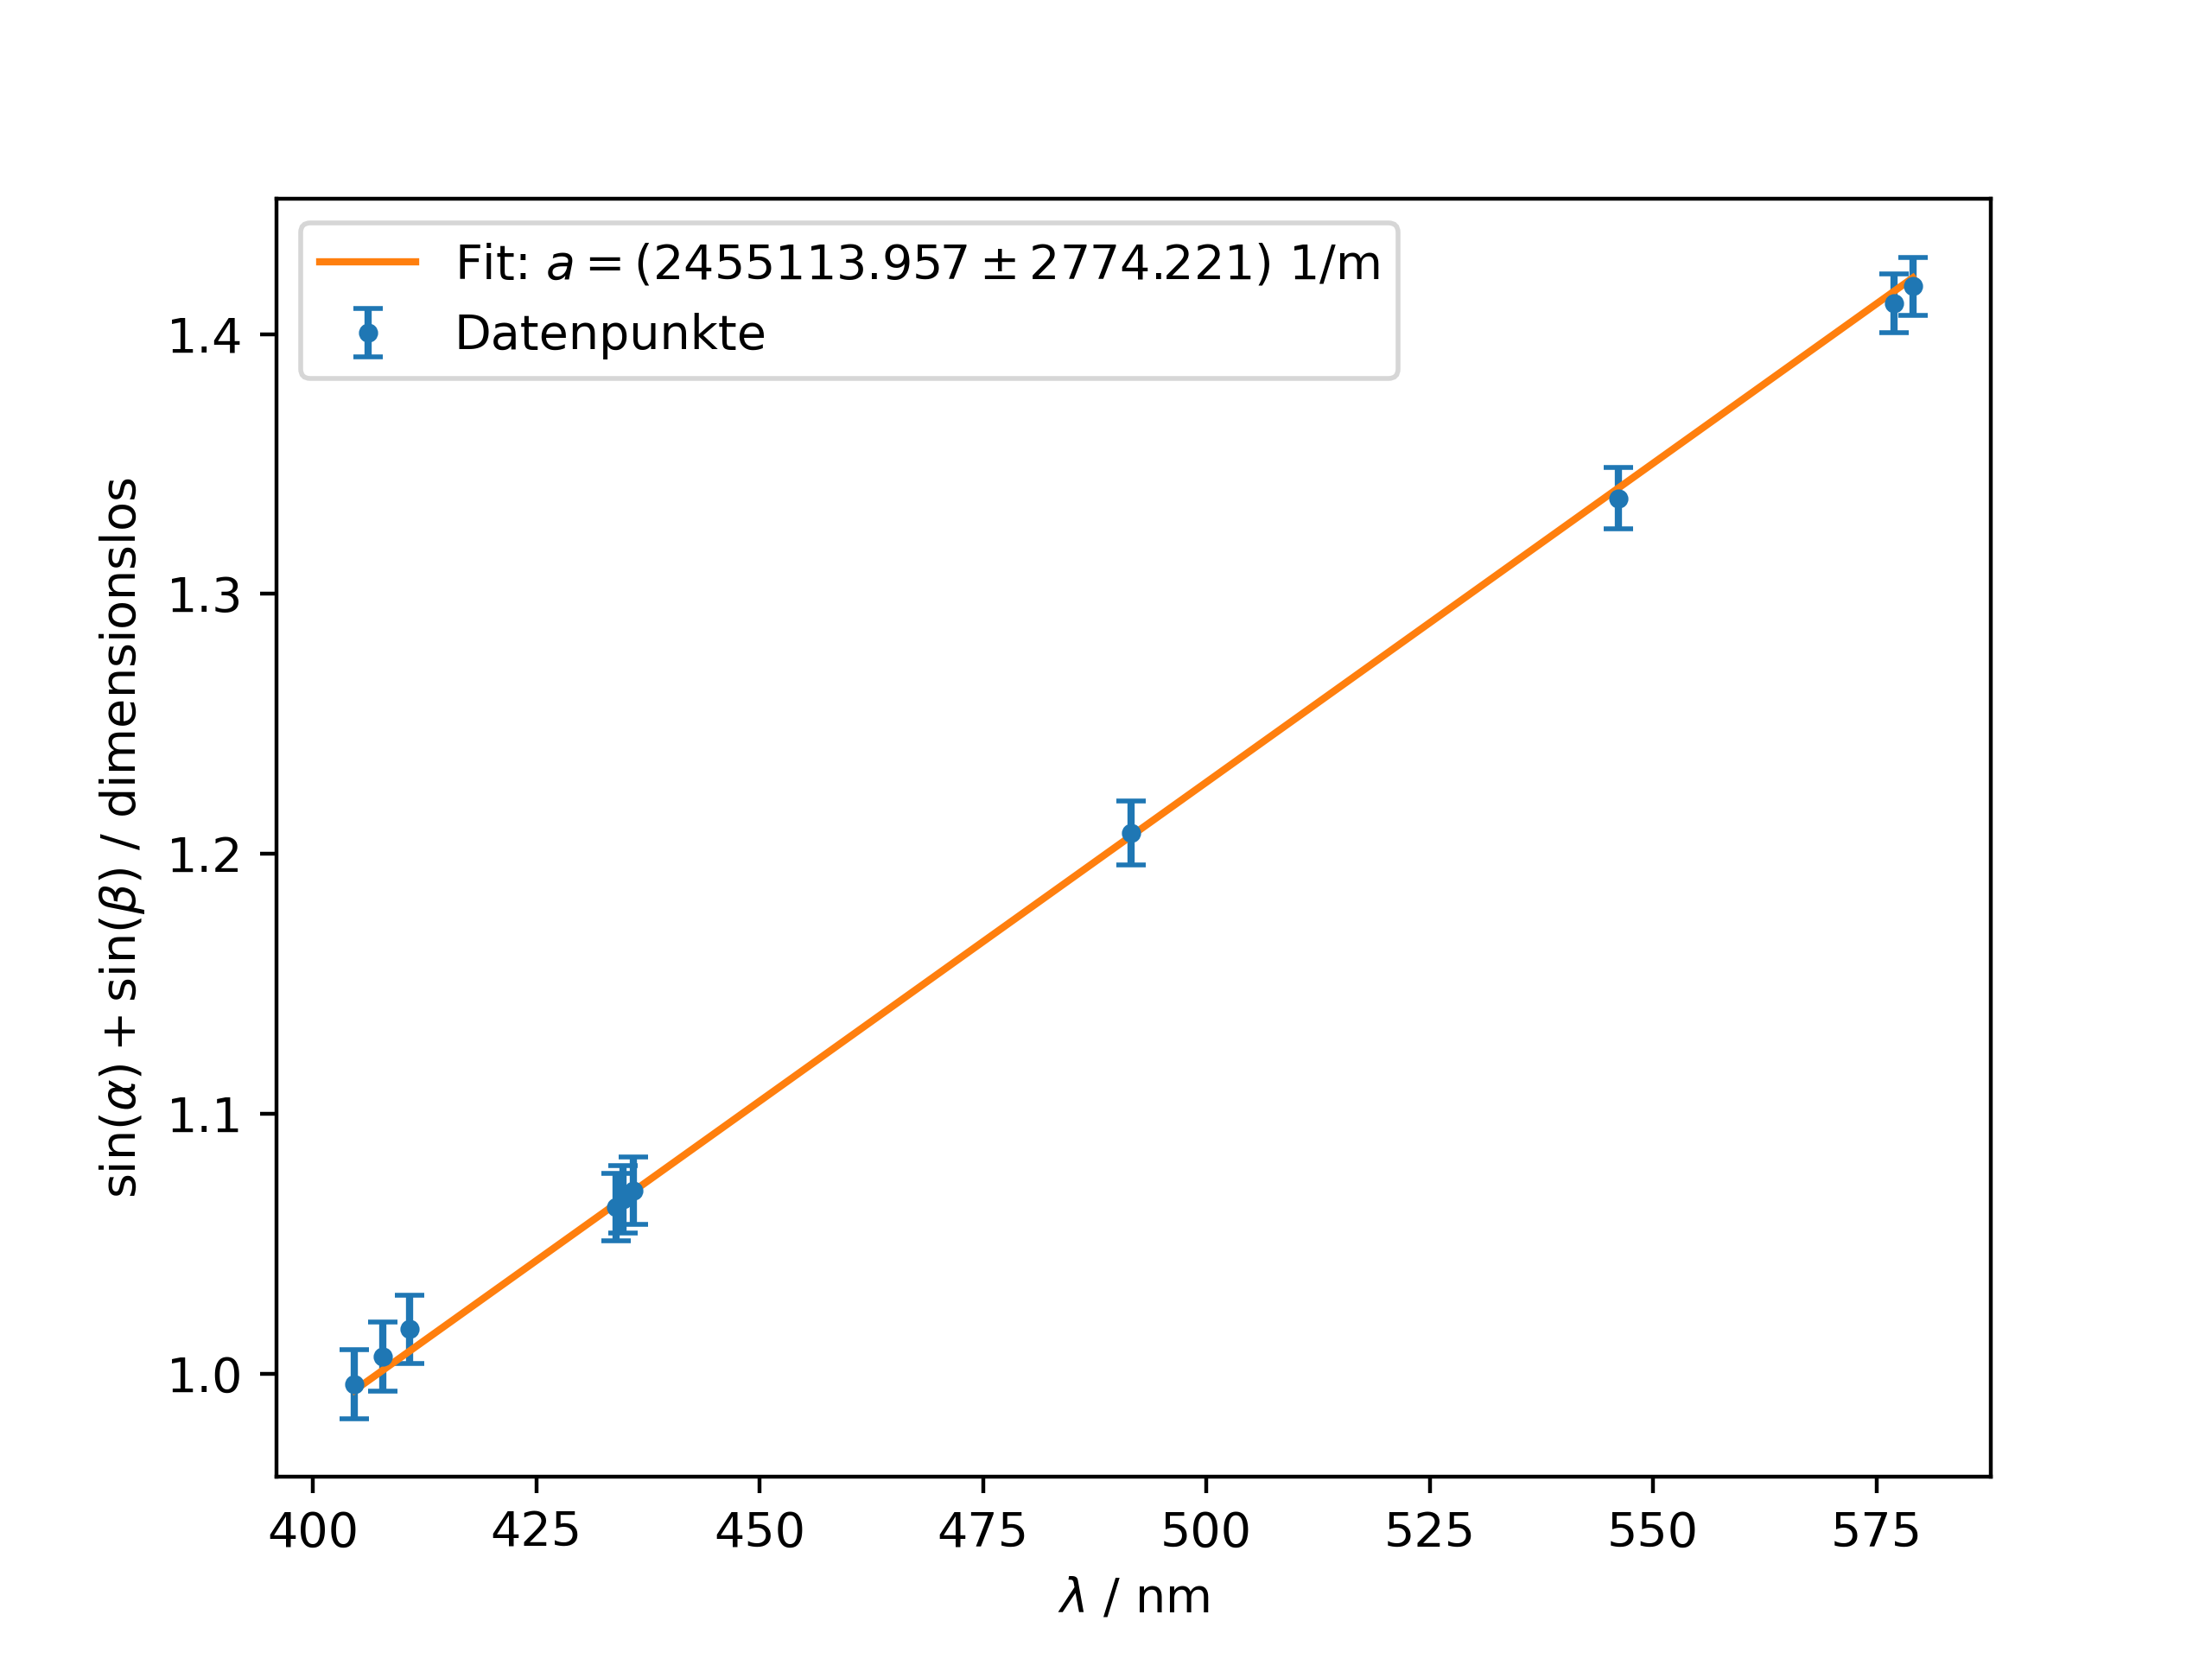 Fit: a = (2455113.957 ± 2774.221) 1/m
Datenpunkte
sin(α) + sin(β) / dimensionslos
1.4
1.3
1.2
1.1
1.0
400 425 450 475 500 525 550 575
λ / nm